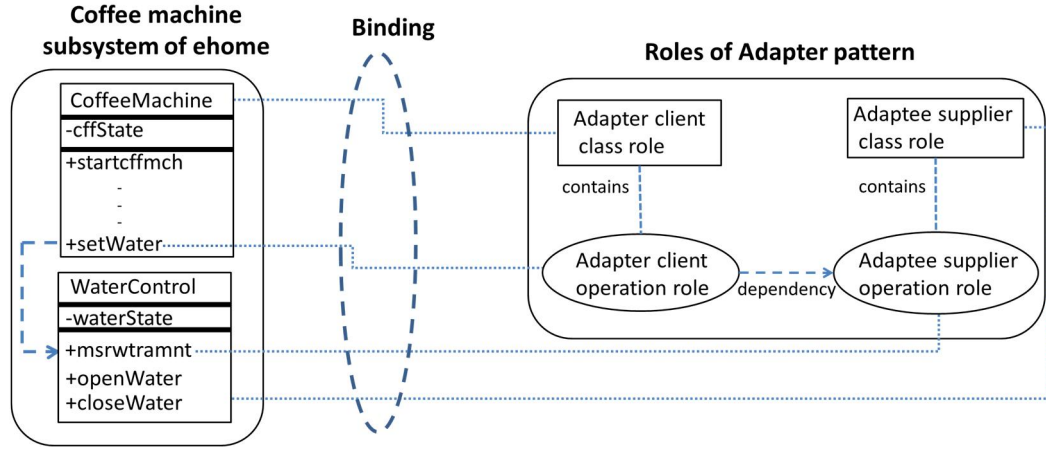 Coffee machine
subsystem of ehome
Binding
Roles of Adapter pattern
CoffeeMachine
-cffState
+startcffmch
-
-
-
+setWater
WaterControl
-waterState
+msrwtramnt
+openWater
+closeWater
Adapter client
class role
Adaptee supplier
class role
contains
contains
Adapter client
operation role
dependency
Adaptee supplier
operation role